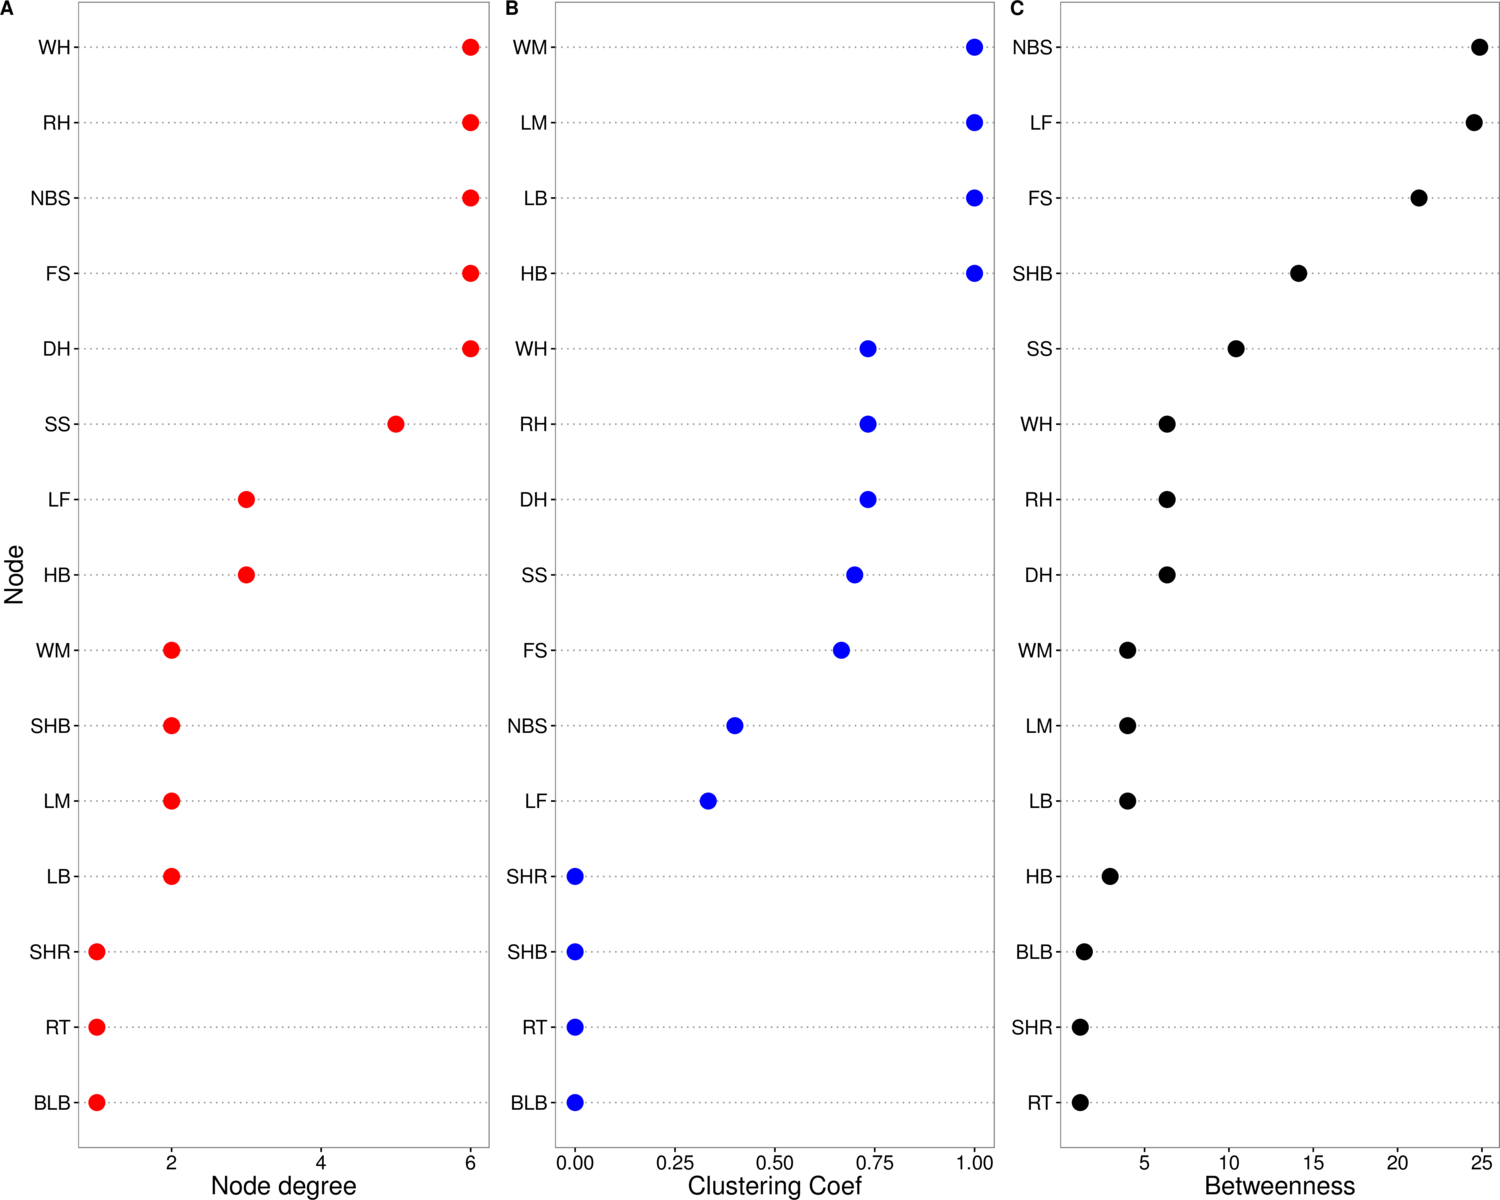 A
WH
RH
NBS
FS
DH
SS
LF
HB
WM
SHB
LM
LB
SHR
RT
BLB
Node
2 4 6
Node degree
B
WM
LM
LB
HB
WH
RH
DH
SS
FS
NBS
LF
SHR
SHB
RT
BLB
0.00 0.25 0.50 0.75 1.00
Clustering Coef
C
NBS
LF
FS
SHB
SS
WH
RH
DH
WM
LM
LB
HB
BLB
SHR
RT
5 10 15 20 25
Betweenness